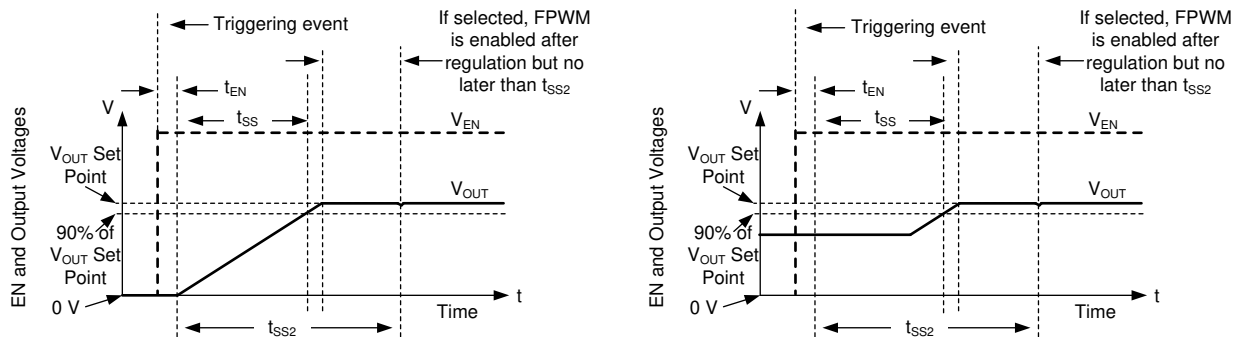 Triggering event
If selected, FPWM
is enabled after
regulation but no
later than tSS2
tEN
tSS
V
VEN
VOUT Set
Point
VOUT
90% of
VOUT Set
Point
0 V
EN and Output Voltages
t
Time
tSS2
Triggering event
If selected, FPWM
is enabled after
regulation but no
later than tSS2
tEN
tSS
V
VEN
VOUT Set
Point
VOUT
90% of
VOUT Set
Point
0 V
EN and Output Voltages
t
Time
tSS2